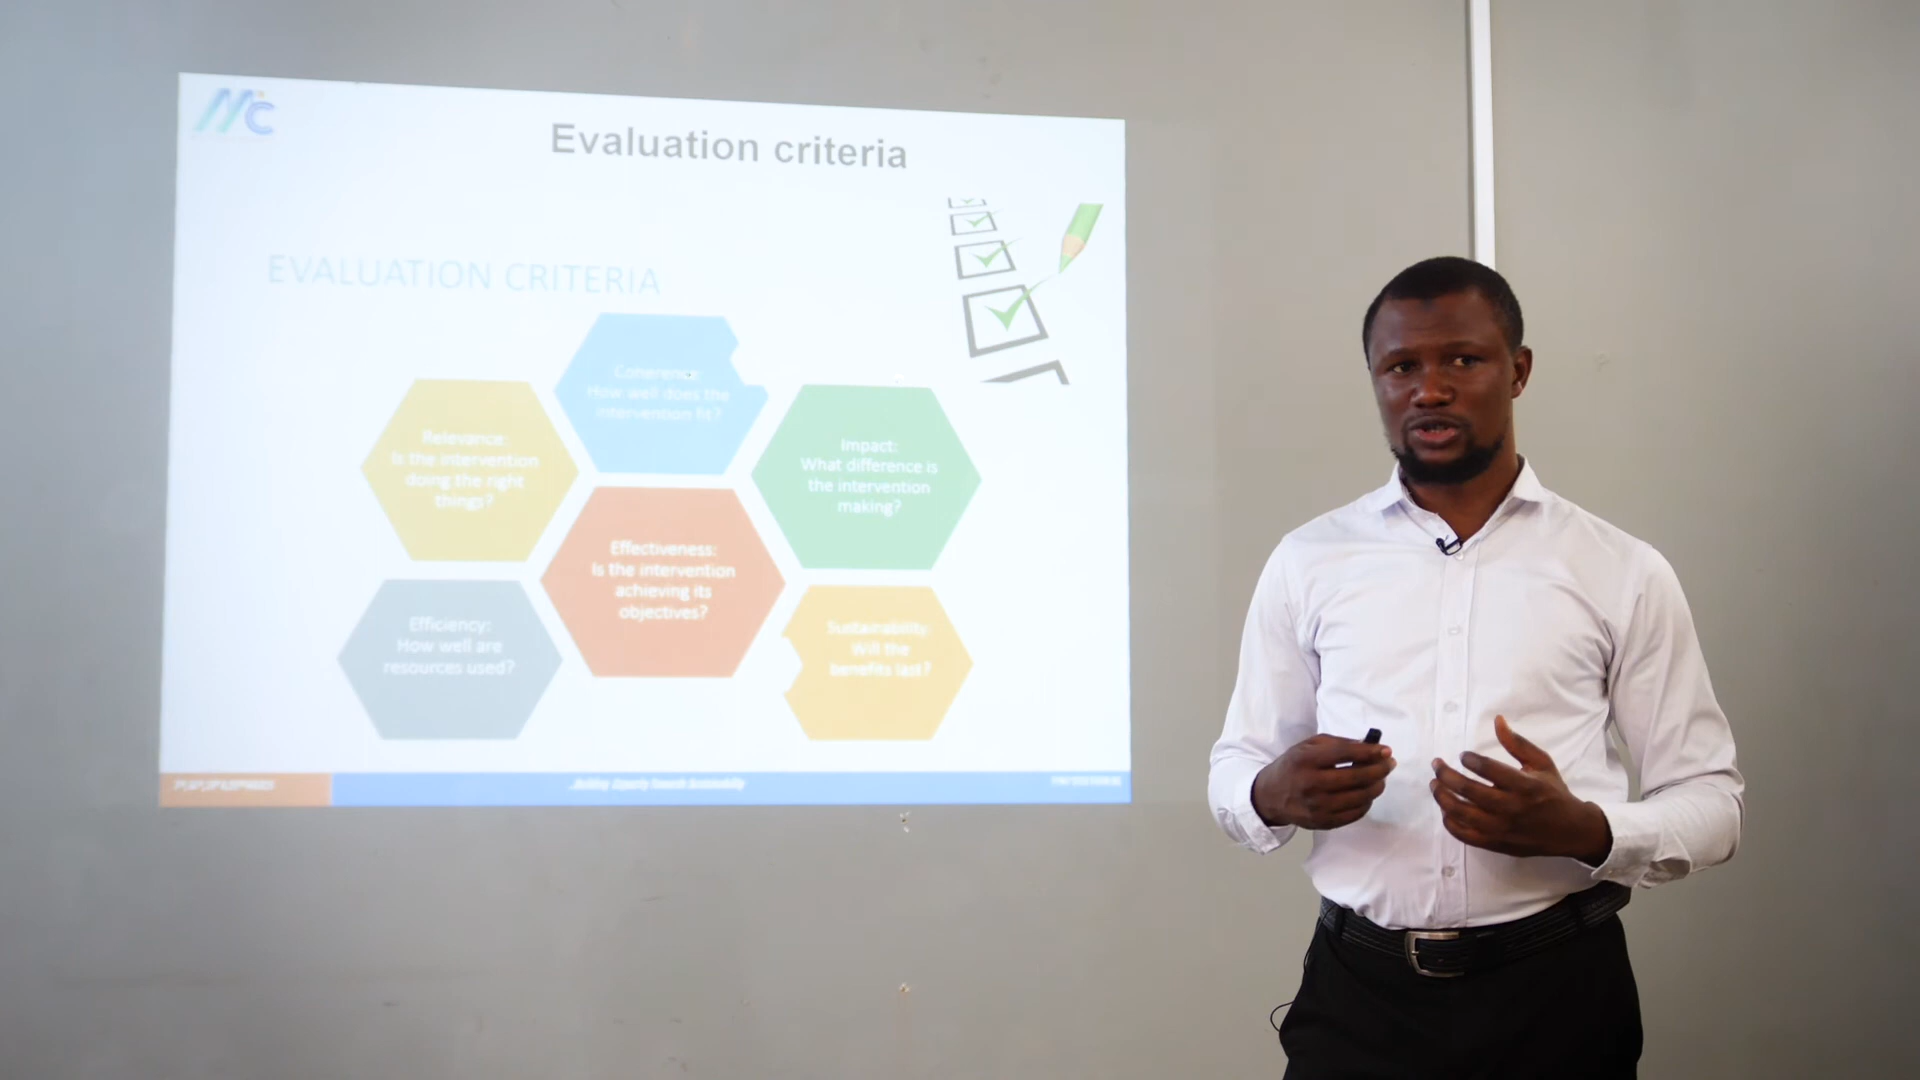 MC
Evaluation criteria
EVALUATION CRITERIA
Coherence:
How well does the
intervention fit?
Relevance:
Is the intervention
doing the right
things?
Impact:
What difference is
the intervention
making?
Effectiveness:
Is the intervention
achieving its
objectives?
Efficiency:
How well are
resources used?
Sustainability:
Will the
benefits last?